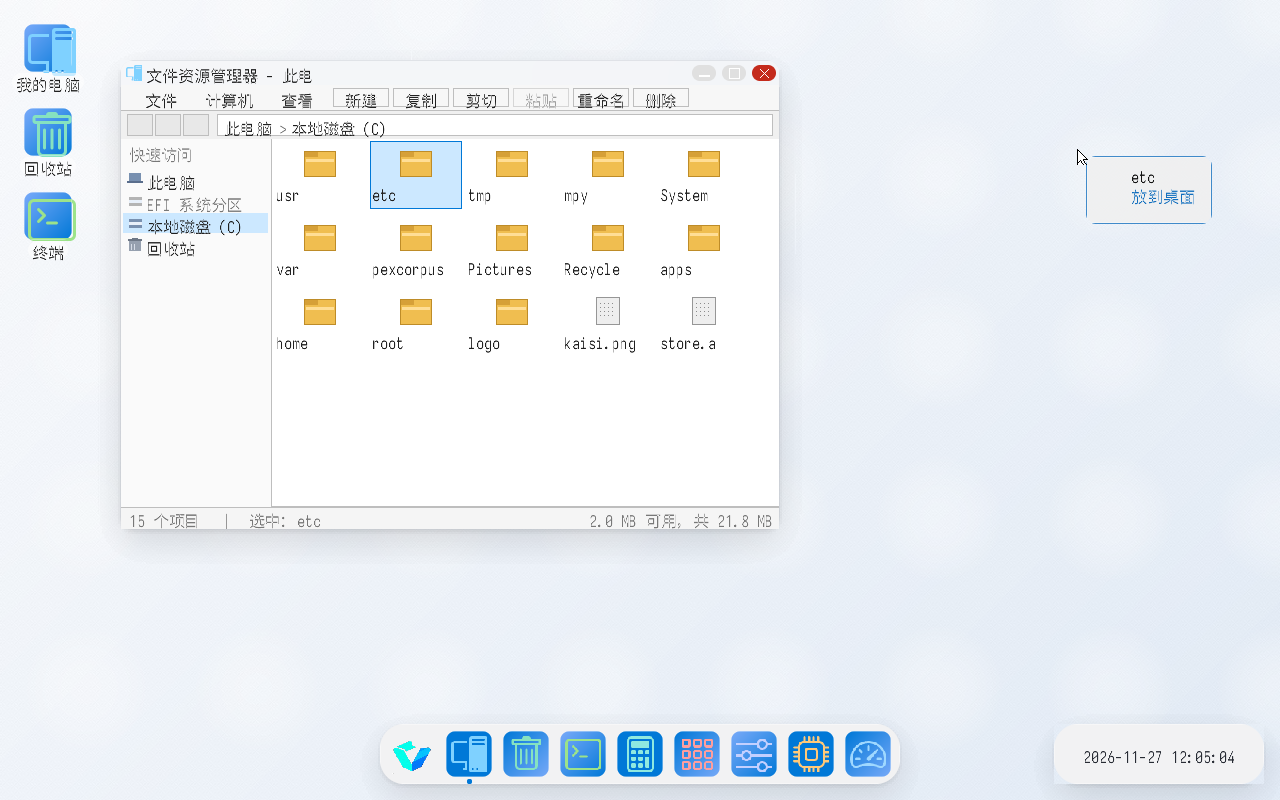 我的电脑
回收站
终端
文件资源管理器 - 此电
文件 计算机 查看 新建 复制 剪切 粘贴 重命名 删除
此电脑 > 本地磁盘 (C)
快速访问
此电脑
EFI 系统分区
本地磁盘 (C)
回收站
usr etc tmp mpy System
var pexcorpus Pictures Recycle apps
home root logo kaisi.png store.a
15 个项目 | 选中: etc 2.0 MB 可用, 共 21.8 MB
etc
放到桌面
2026-11-27 12:05:04